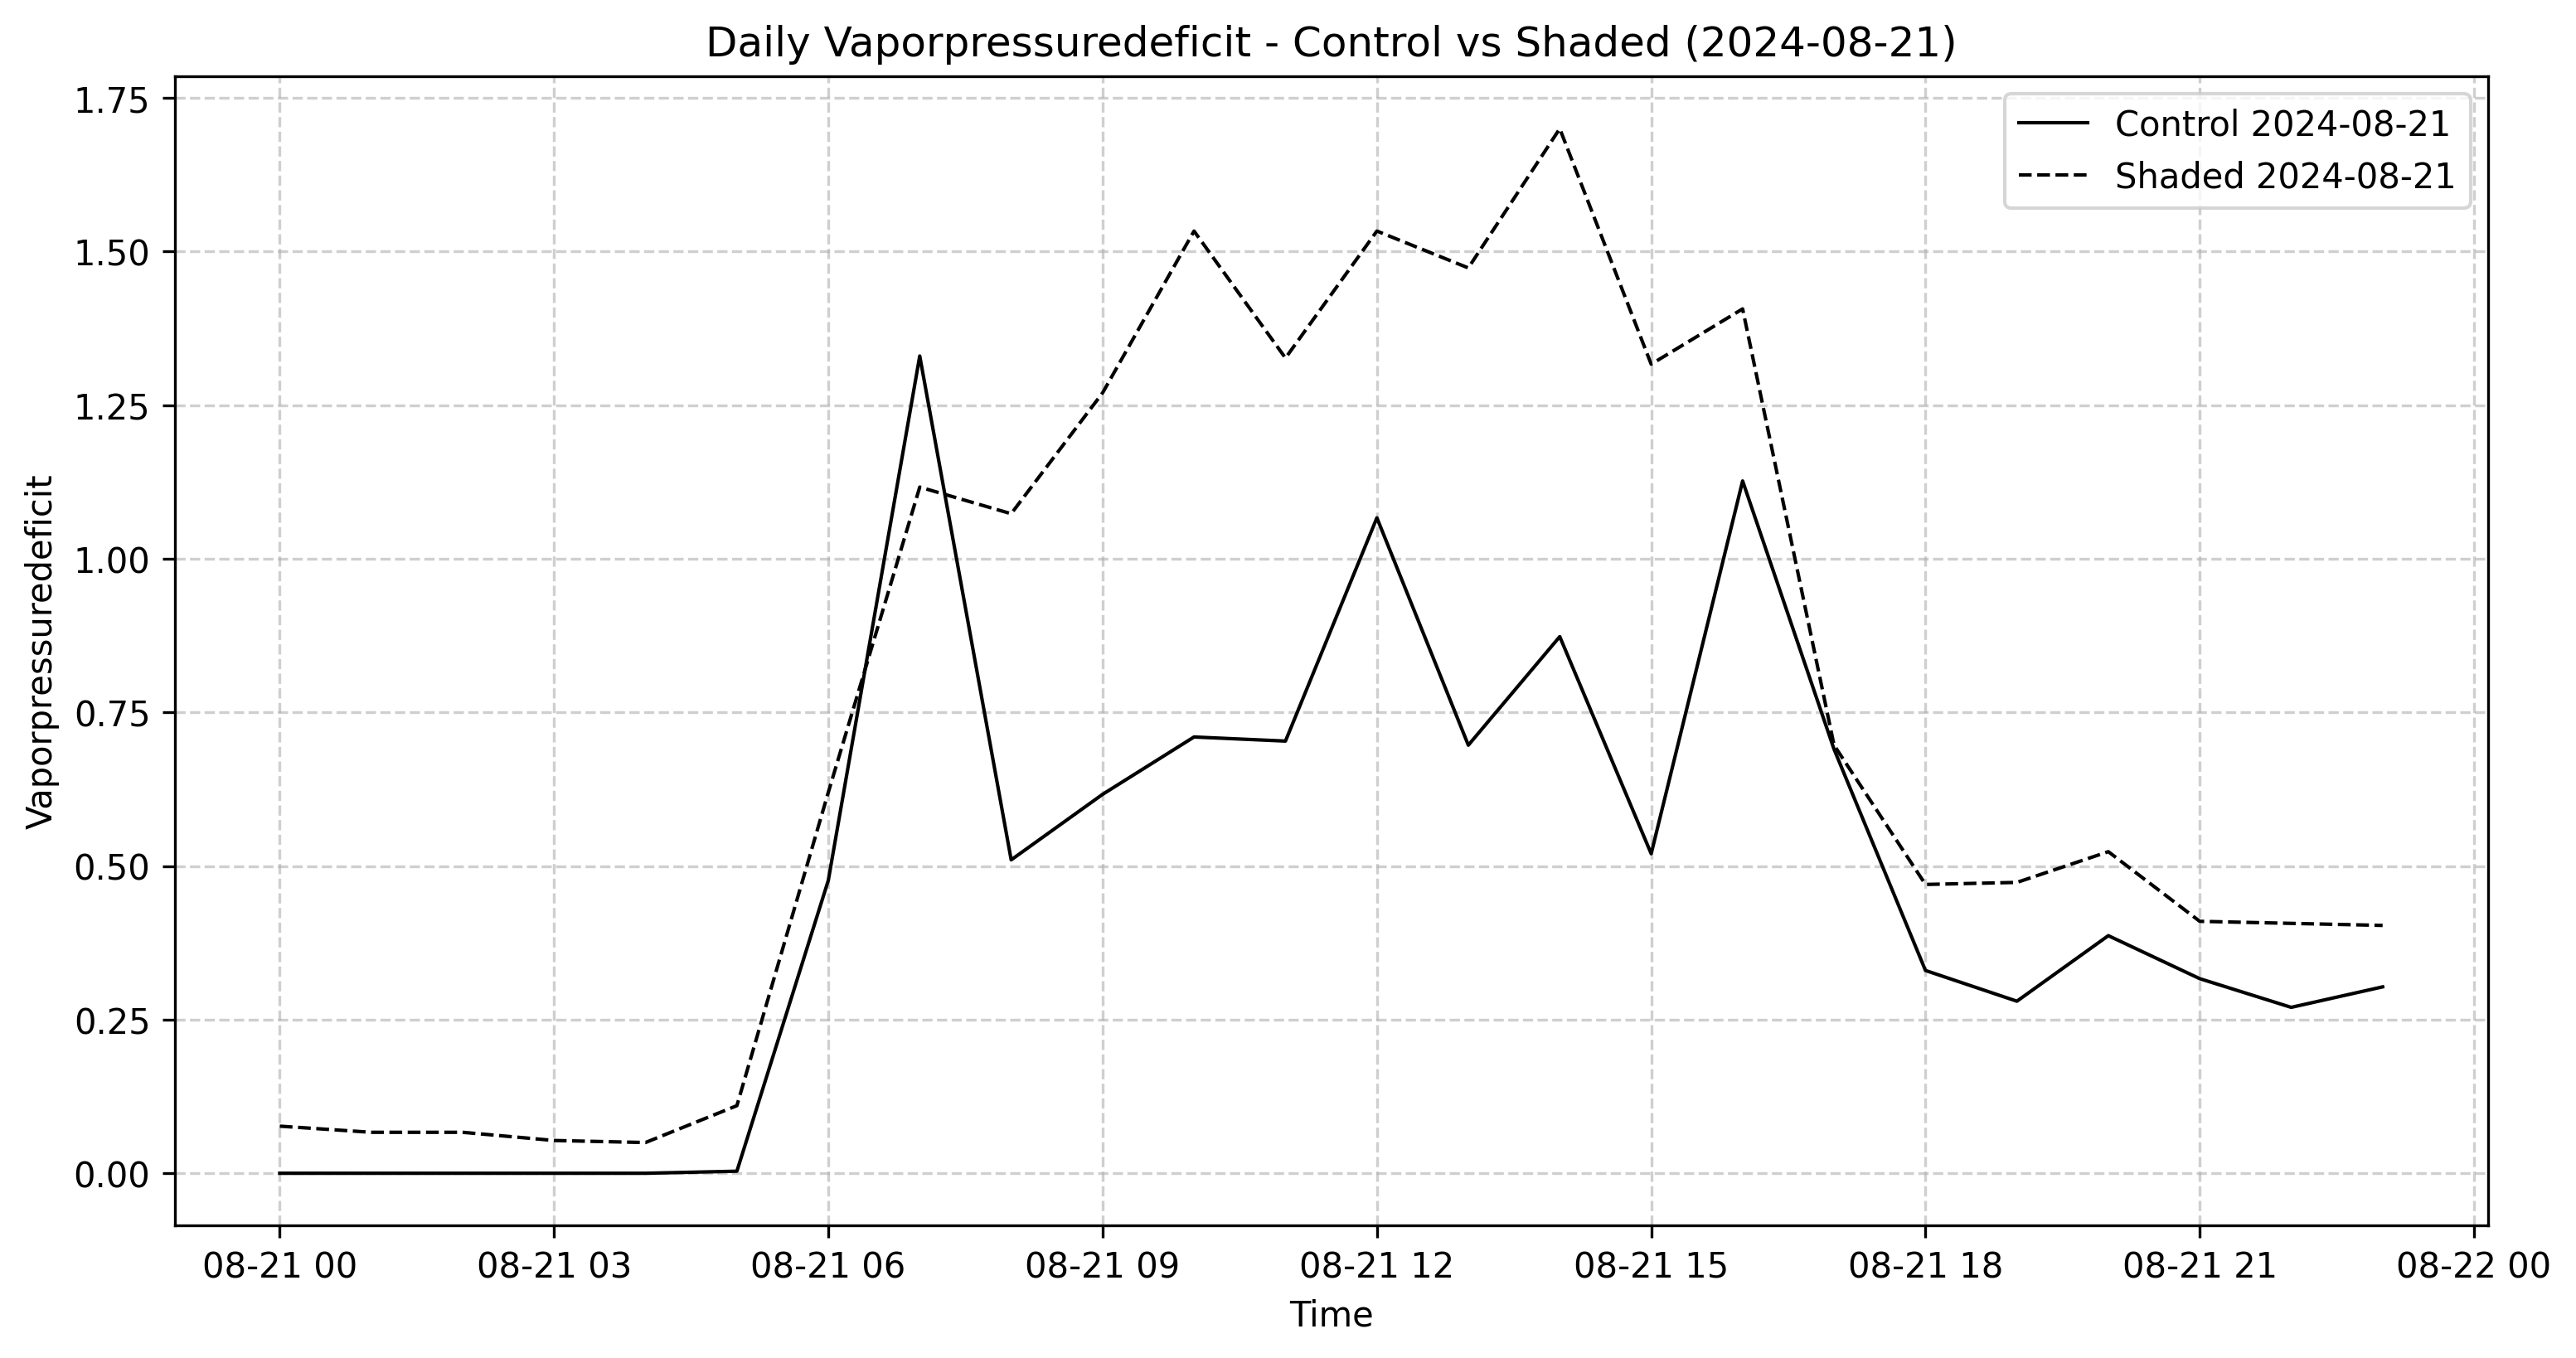 Daily Vaporpressuredeficit - Control vs Shaded (2024-08-21)
Control 2024-08-21
Shaded 2024-08-21
Vaporpressuredeficit
1.75
1.50
1.25
1.00
0.75
0.50
0.25
0.00
08-21 00 08-21 03 08-21 06 08-21 09 08-21 12 08-21 15 08-21 18 08-21 21 08-22 00
Time